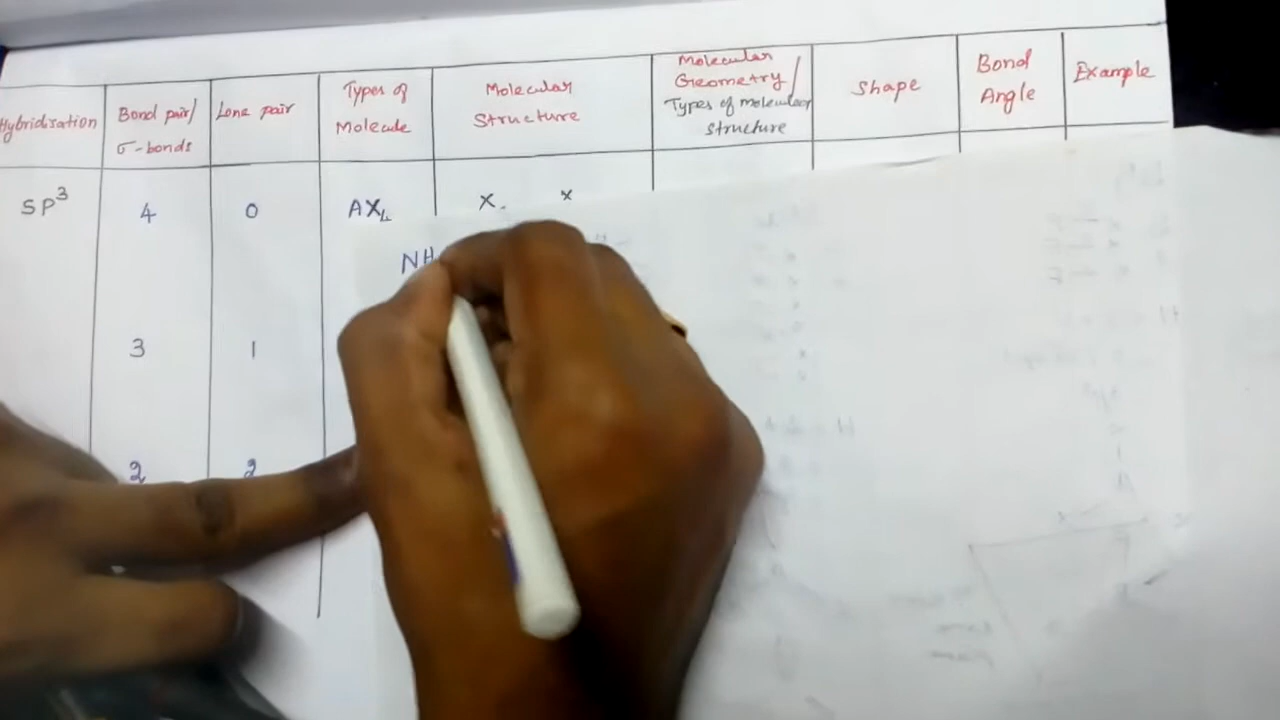 Hybridisation Bond pair/ Lone pair Types of Molecular Molecular Shape Bond Example
σ-bonds Molecule Structure Geometry/ Angle
Types of molecular
structure
SP³ 4 0 AX₄ X x
NH
3 1
2 2